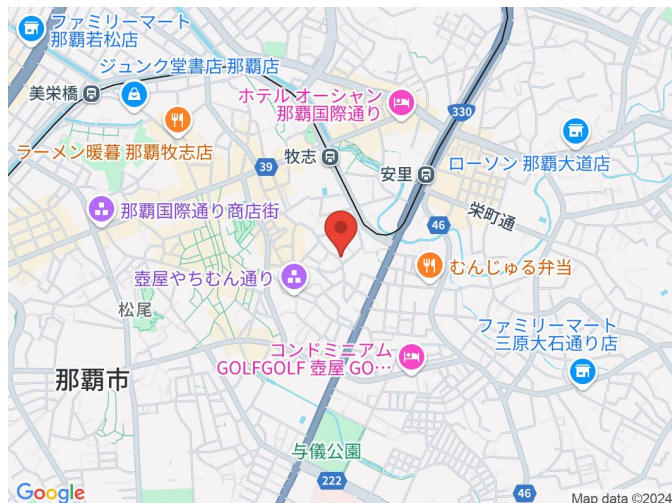 ファミリーマート
那覇若松店
ジュンク堂書店 那覇店
美栄橋
ホテル オーシャン
那覇国際通り
330
ラーメン暖暮 那覇牧志店
牧志
39
安里
ローソン 那覇大道店
栄町通
那覇国際通り商店街
46
むんじゅる弁当
壺屋やちむん通り
松尾
ファミリーマート
三原大石通り店
コンドミニアム
GOLFGOLF 壺屋 GO…
那覇市
与儀公園
222
46
Google
Map data ©2024